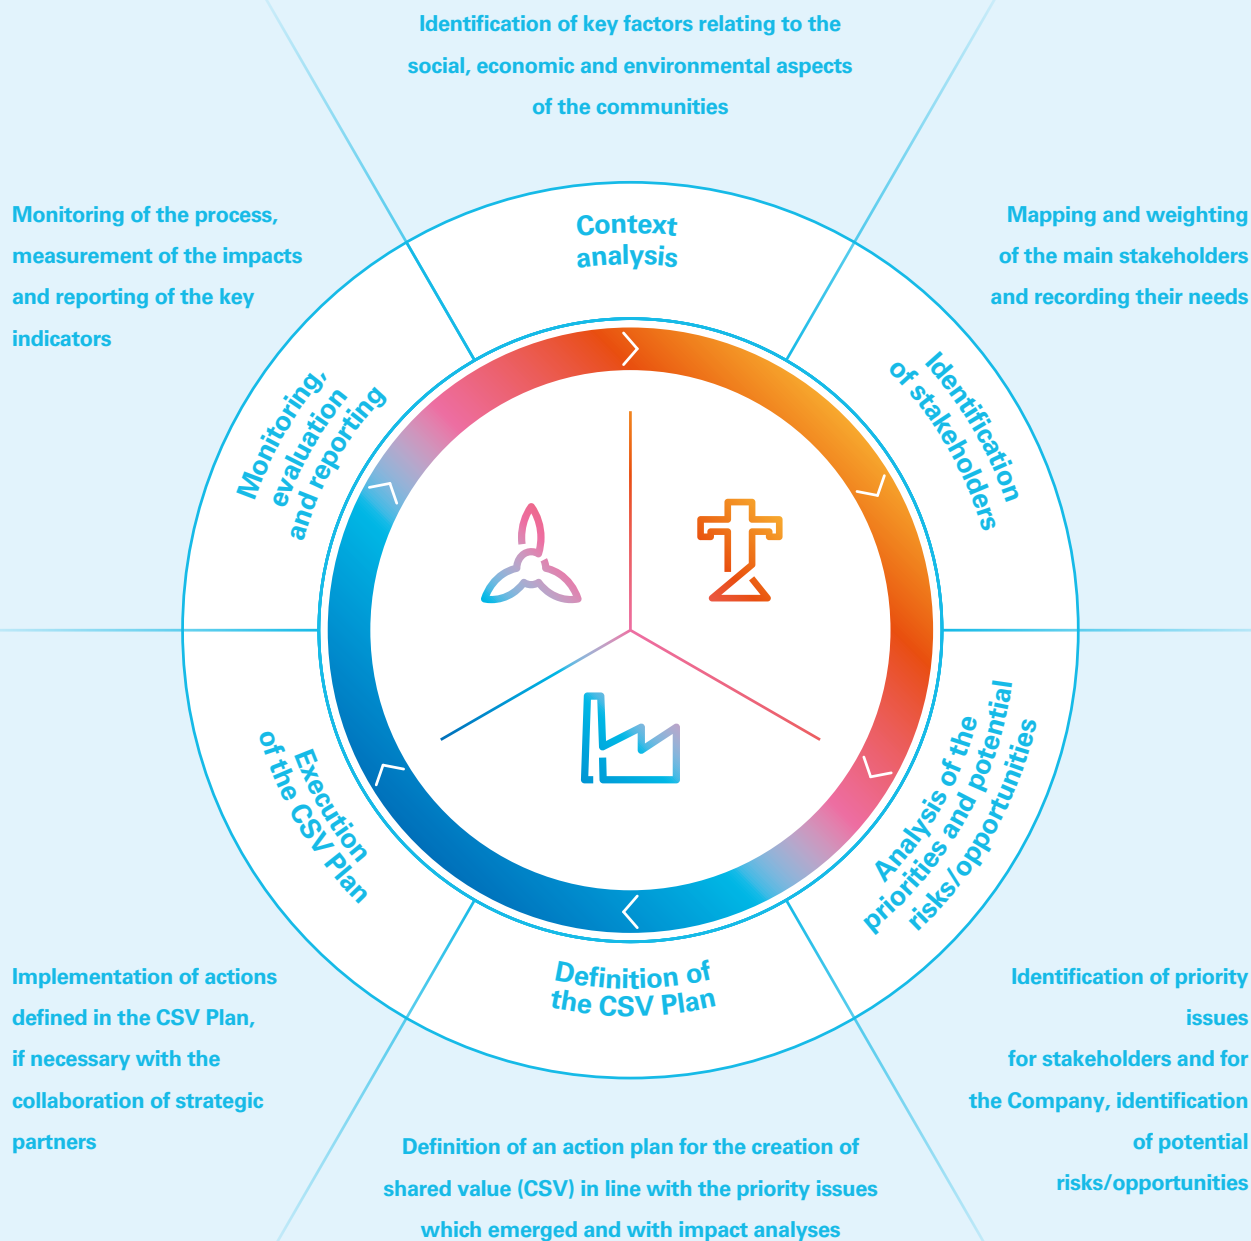 Identification of key factors relating to the
social, economic and environmental aspects
of the communities
Context
analysis
Mapping and weighting
of the main stakeholders
and recording their needs
Identification
of stakeholders
Identification of priority
issues
for stakeholders and for
the Company, identification
of potential
risks/opportunities
Analysis of the
priorities and potential
risks/opportunities
Definition of
the CSV Plan
Definition of an action plan for the creation of
shared value (CSV) in line with the priority issues
which emerged and with impact analyses
Execution
of the CSV Plan
Implementation of actions
defined in the CSV Plan,
if necessary with the
collaboration of strategic
partners
Monitoring,
evaluation
and reporting
Monitoring of the process,
measurement of the impacts
and reporting of the key
indicators